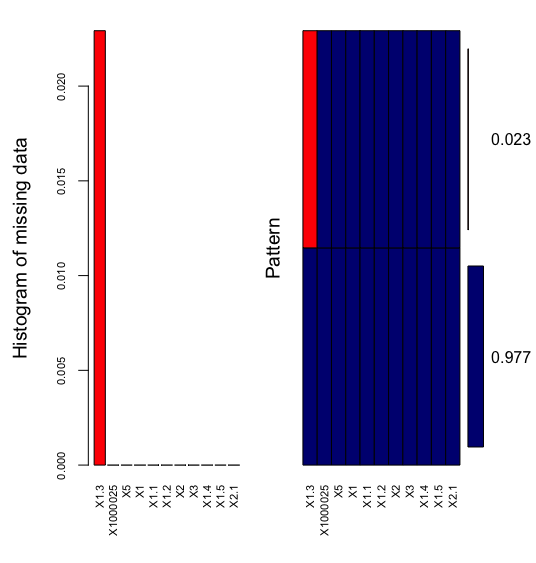 Histogram of missing data
0.020
0.015
0.010
0.005
0.000
X1.3
X1000025
X5
X1
X1.1
X1.2
X2
X3
X1.4
X1.5
X2.1
Pattern
X1.3
X1000025
X5
X1
X1.1
X1.2
X2
X3
X1.4
X1.5
X2.1
0.023
0.977